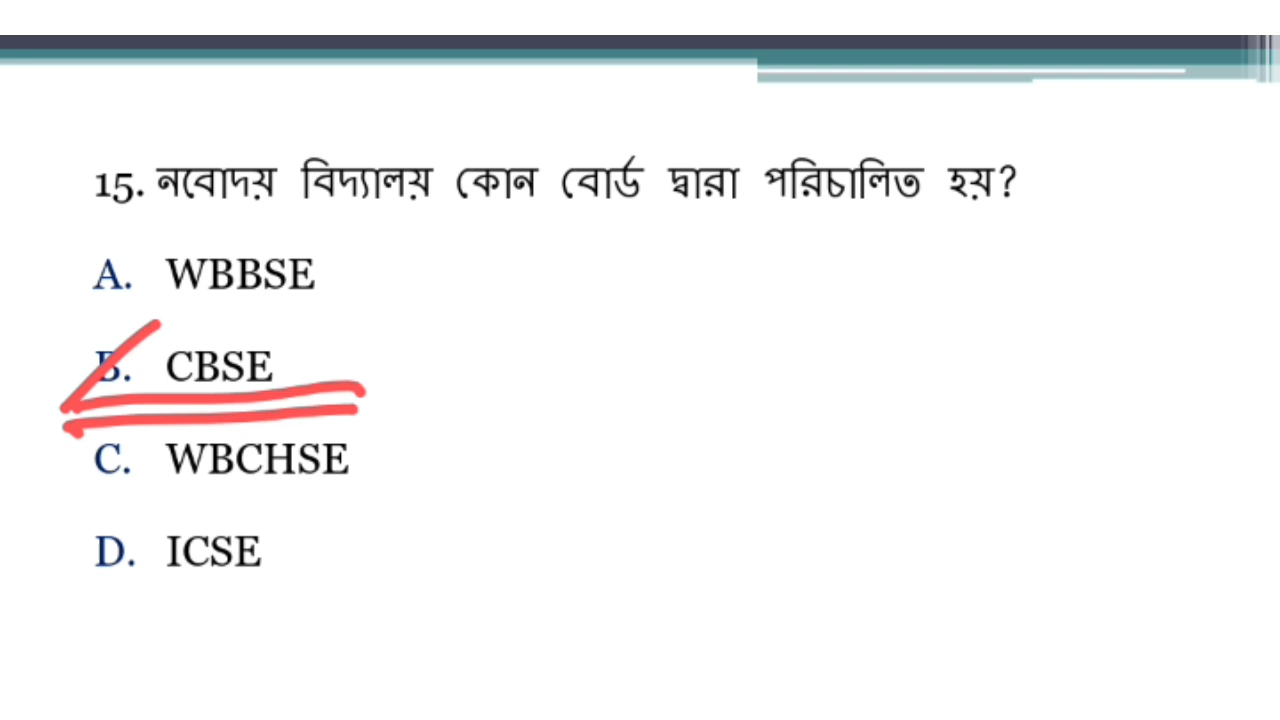 15. নবোদয় বিদ্যালয় কোন বোর্ড দ্বারা পরিচালিত হয়?
A. WBBSE
B. CBSE
C. WBCHSE
D. ICSE